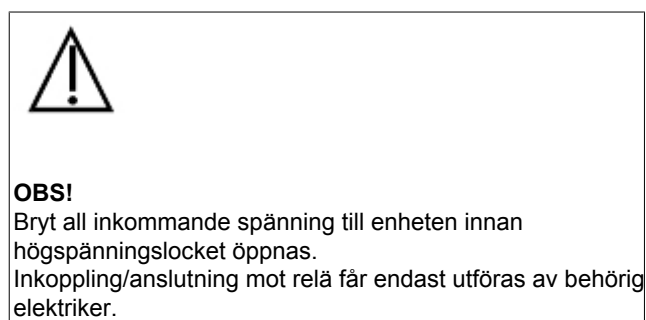 OBS!
Bryt all inkommande spänning till enheten innan
högspänningslocket öppnas.
Inkoppling/anslutning mot relä får endast utföras av behörig
elektriker.